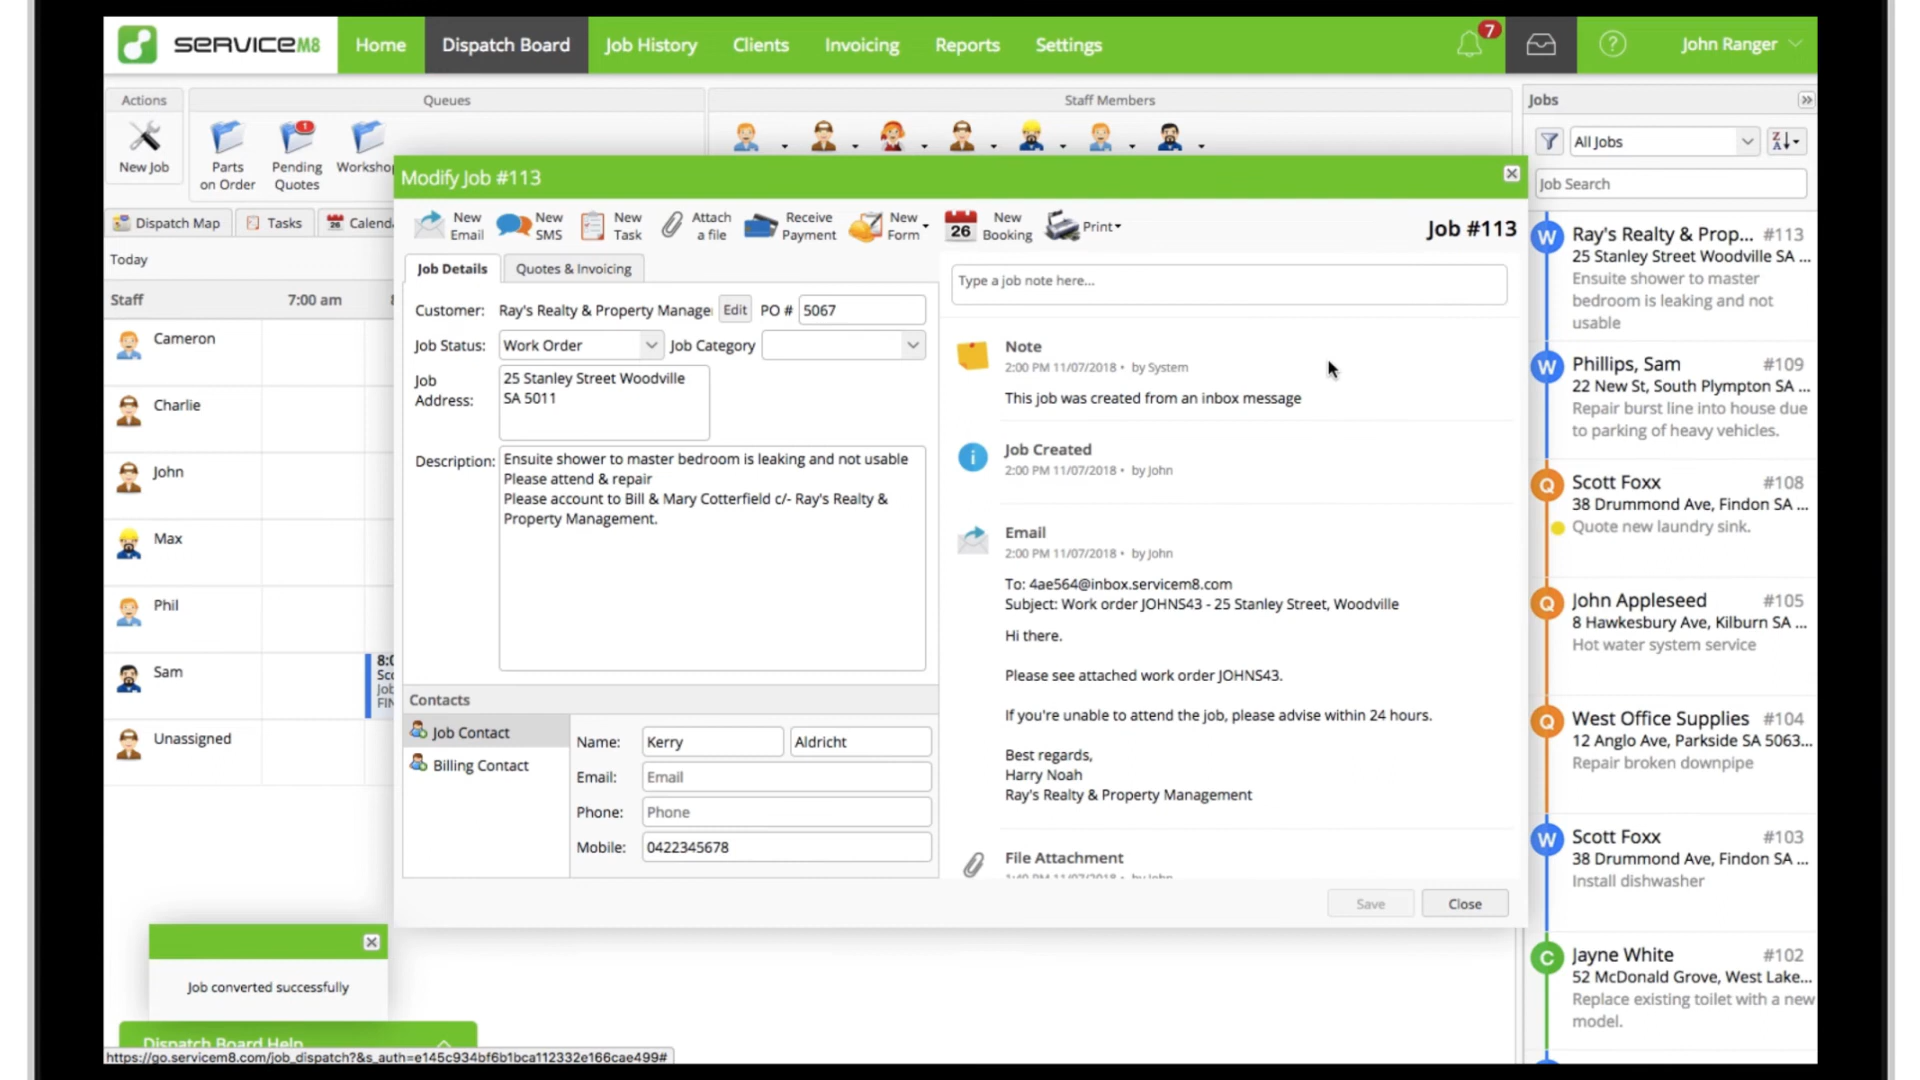 serviceM8
Home
Dispatch Board
Job History
Clients
Invoicing
Reports
Settings
7
?
John Ranger
Actions
Queues
Staff Members
Jobs
New Job
Parts
on Order
1
Pending
Quotes
Worksho
All Jobs
Z
A
Job Search
Dispatch Map
Tasks
Calend
Today
Staff
7:00 am
Cameron
Charlie
John
Max
Phil
Sam
8:0
Sco
Job
FIN
Unassigned
Modify Job #113
New
Email
New
SMS
New
Task
Attach
a file
Receive
Payment
New
Form
26
New
Booking
Print
Job #113
Job Details
Quotes & Invoicing
Customer:
Ray's Realty & Property Manage
Edit
PO #
5067
Job Status:
Work Order
Job Category
Job
Address:
25 Stanley Street Woodville
SA 5011
Description:
Ensuite shower to master bedroom is leaking and not usable
Please attend & repair
Please account to Bill & Mary Cotterfield c/- Ray's Realty &
Property Management.
Contacts
Job Contact
Billing Contact
Name:
Kerry
Aldricht
Email:
Email
Phone:
Phone
Mobile:
0422345678
Type a job note here...
Note
2:00 PM 11/07/2018 • by System
This job was created from an inbox message
i
Job Created
2:00 PM 11/07/2018 • by John
Email
2:00 PM 11/07/2018 • by John
To: 4ae564@inbox.servicem8.com
Subject: Work order JOHNS43 - 25 Stanley Street, Woodville
Hi there.
Please see attached work order JOHNS43.
If you're unable to attend the job, please advise within 24 hours.
Best regards,
Harry Noah
Ray's Realty & Property Management
File Attachment
1:49 PM 11/07/2018 • by John
Save
Close
W
Ray's Realty & Prop... #113
25 Stanley Street Woodville SA ...
Ensuite shower to master
bedroom is leaking and not
usable
W
Phillips, Sam #109
22 New St, South Plympton SA ...
Repair burst line into house due
to parking of heavy vehicles.
Q
Scott Foxx #108
38 Drummond Ave, Findon SA ...
Quote new laundry sink.
Q
John Appleseed #105
8 Hawkesbury Ave, Kilburn SA ...
Hot water system service
Q
West Office Supplies #104
12 Anglo Ave, Parkside SA 5063...
Repair broken downpipe
W
Scott Foxx #103
38 Drummond Ave, Findon SA ...
Install dishwasher
C
Jayne White #102
52 McDonald Grove, West Lake...
Replace existing toilet with a new
model.
Job converted successfully
Dispatch Board Help
https://go.servicem8.com/job_dispatch?&s_auth=e145c934bf6b1bca112332e166cae499#